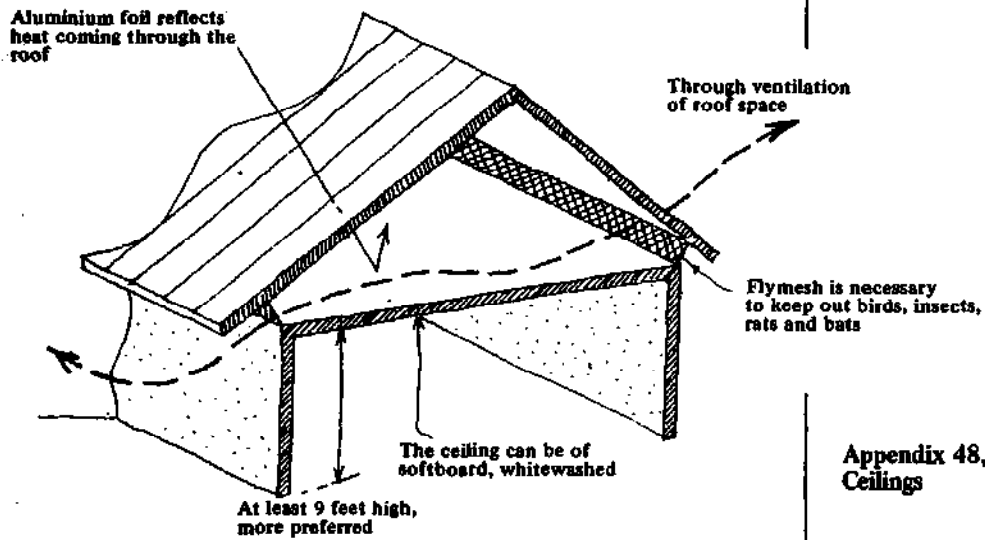 Aluminium foil reflects
heat coming through the
roof
Through ventilation
of roof space
Flymesh is necessary
to keep out birds, insects,
rats and bats
The ceiling can be of
softboard, whitewashed
At least 9 feet high,
more preferred
Appendix 48,
Ceilings